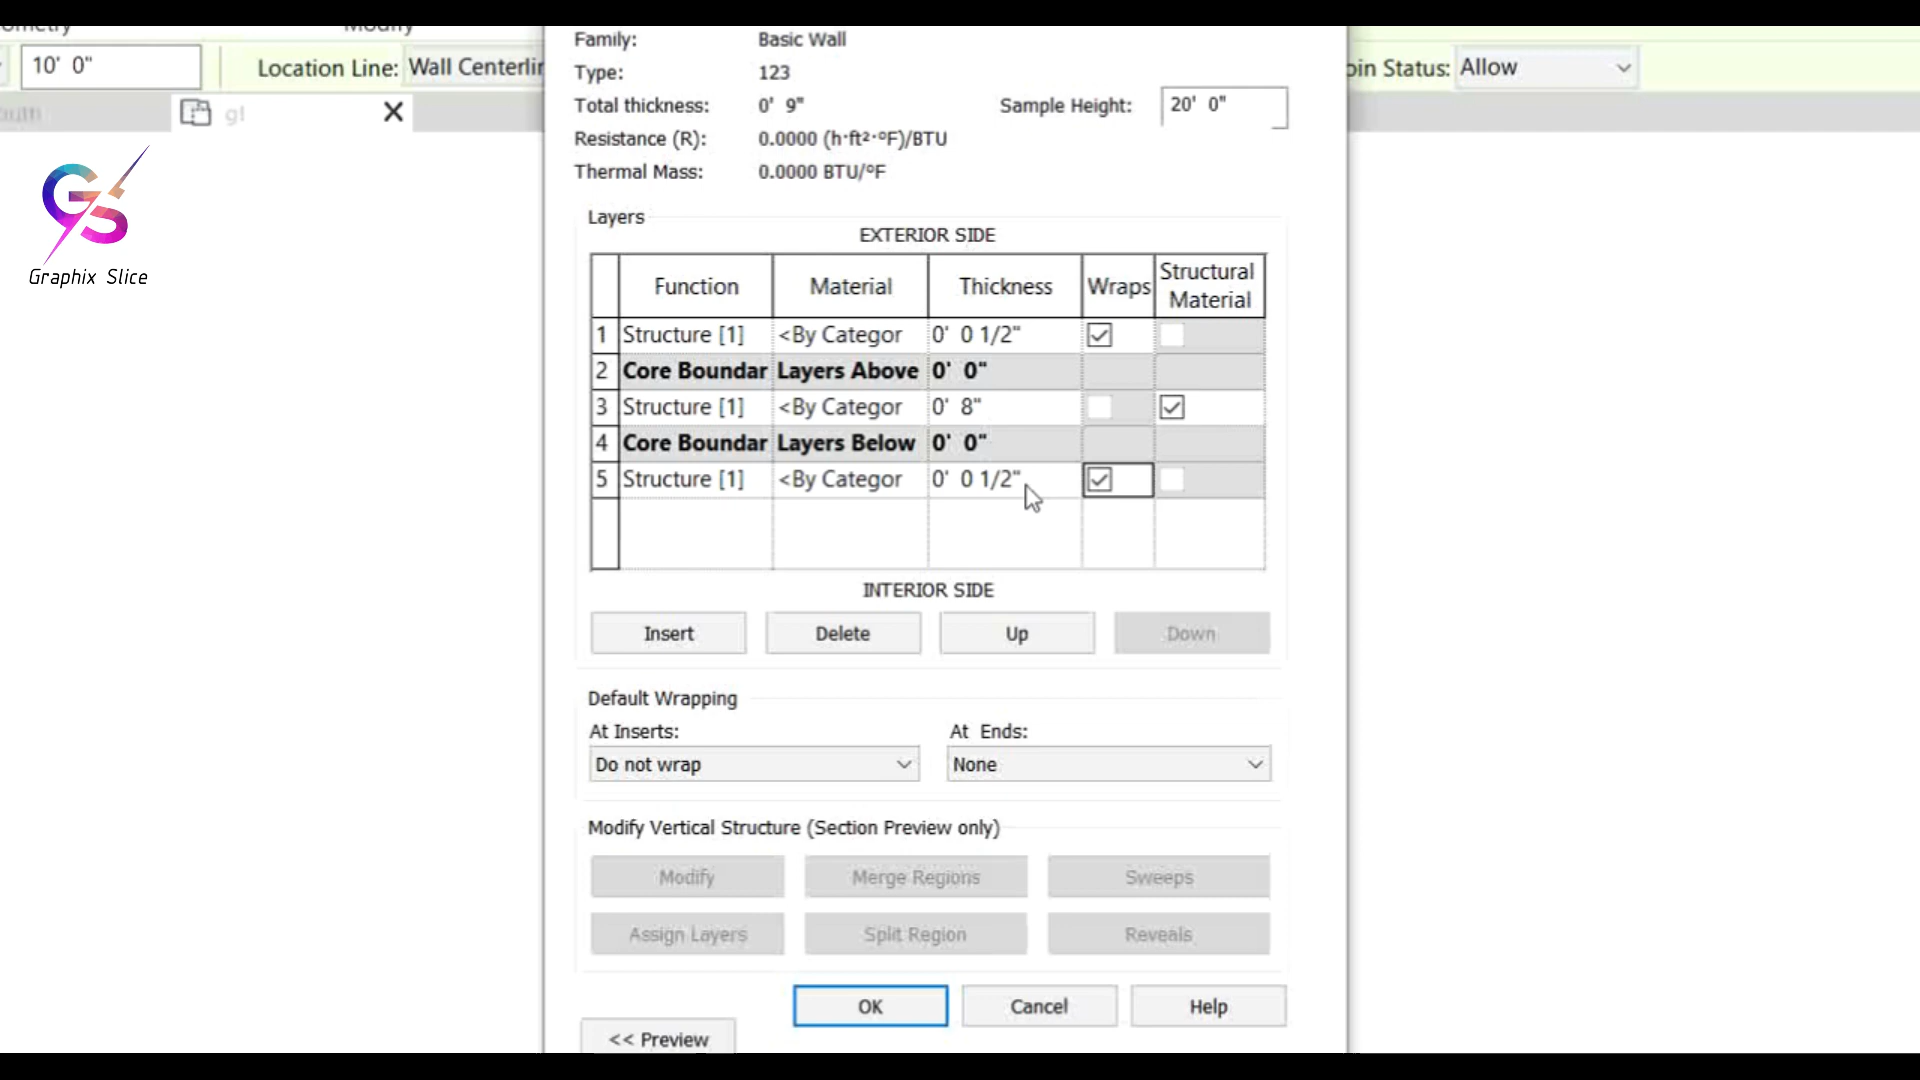 Modify
10' 0" Location Line: Wall Centerlin
Join Status: Allow
gf
Graphix Slice
Family: Basic Wall
Type: 123
Total thickness: 0' 9" Sample Height: 20' 0"
Resistance (R): 0.0000 (h·ft²·°F)/BTU
Thermal Mass: 0.0000 BTU/°F
Layers
EXTERIOR SIDE
Function Material Thickness Wraps Structural Material
1 Structure [1] <By Categor 0' 0 1/2"
2 Core Boundar Layers Above 0' 0"
3 Structure [1] <By Categor 0' 8"
4 Core Boundar Layers Below 0' 0"
5 Structure [1] <By Categor 0' 0 1/2"
INTERIOR SIDE
Insert Delete Up Down
Default Wrapping
At Inserts: At Ends:
Do not wrap None
Modify Vertical Structure (Section Preview only)
Modify Merge Regions Sweeps
Assign Layers Split Region Reveals
OK Cancel Help
<< Preview